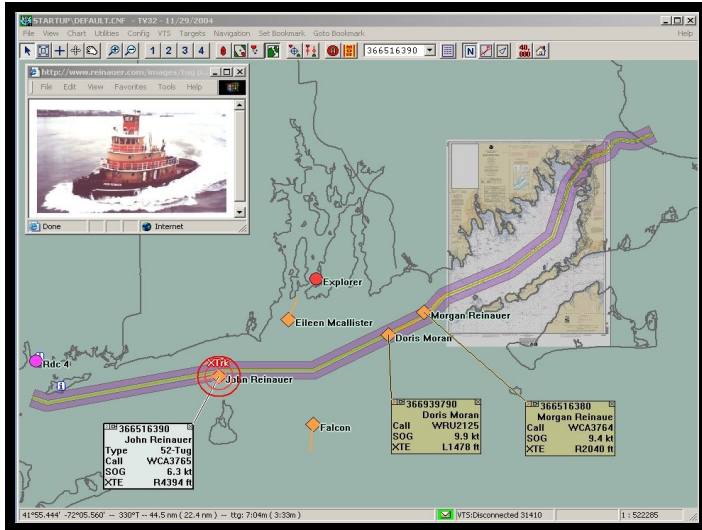 STARTUP\DEFAULT.CNF - TV32 - 11/29/2004
File View Chart Utilities Config VTS Targets Navigation Set Bookmark Goto Bookmark Help
1 2 3 4 366516390 N 40,000
http://www.reinauer.com/images/tug p...
File Edit View Favorites Tools Help
Done Internet
Explorer
Morgan Reinauer
Eileen Mcallister
Doris Moran
Rdc 4
XTrk
John Reinauer
Falcon
366516390
John Reinauer
Type 52-Tug
Call WCA3765
SOG 6.3 kt
XTE R4394 ft
366939790
Doris Moran
Call WRU2125
SOG 9.9 kt
XTE L1478 ft
366516380
Morgan Reinaue
Call WCA3764
SOG 9.4 kt
XTE R2040 ft
41°55.444' -72°05.560' -- 330°T -- 44.5 nm ( 22.4 nm ) -- ttg: 7:04m ( 3:33m ) VTS:Disconnected 31410 1 : 522285